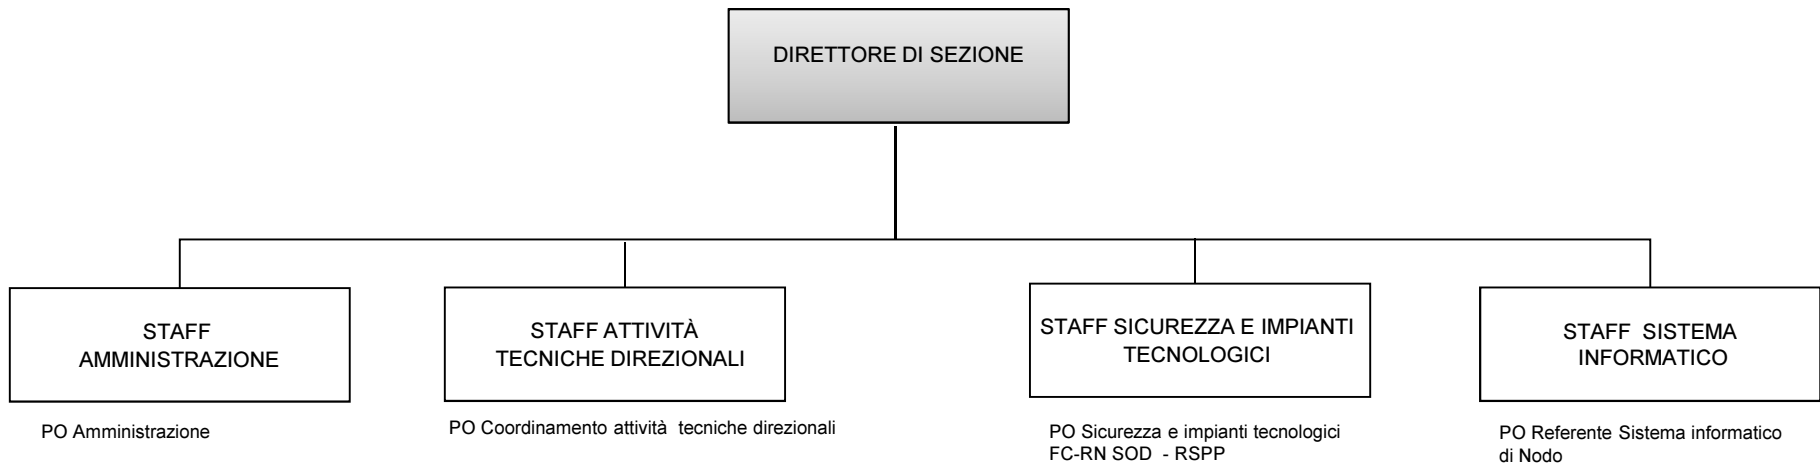 DIRETTORE DI SEZIONE
STAFF
AMMINISTRAZIONE
PO Amministrazione
STAFF ATTIVITÀ
TECNICHE DIREZIONALI
PO Coordinamento attività tecniche direzionali
STAFF SICUREZZA E IMPIANTI
TECNOLOGICI
PO Sicurezza e impianti tecnologici
FC-RN SOD - RSPP
STAFF SISTEMA
INFORMATICO
PO Referente Sistema informatico
di Nodo